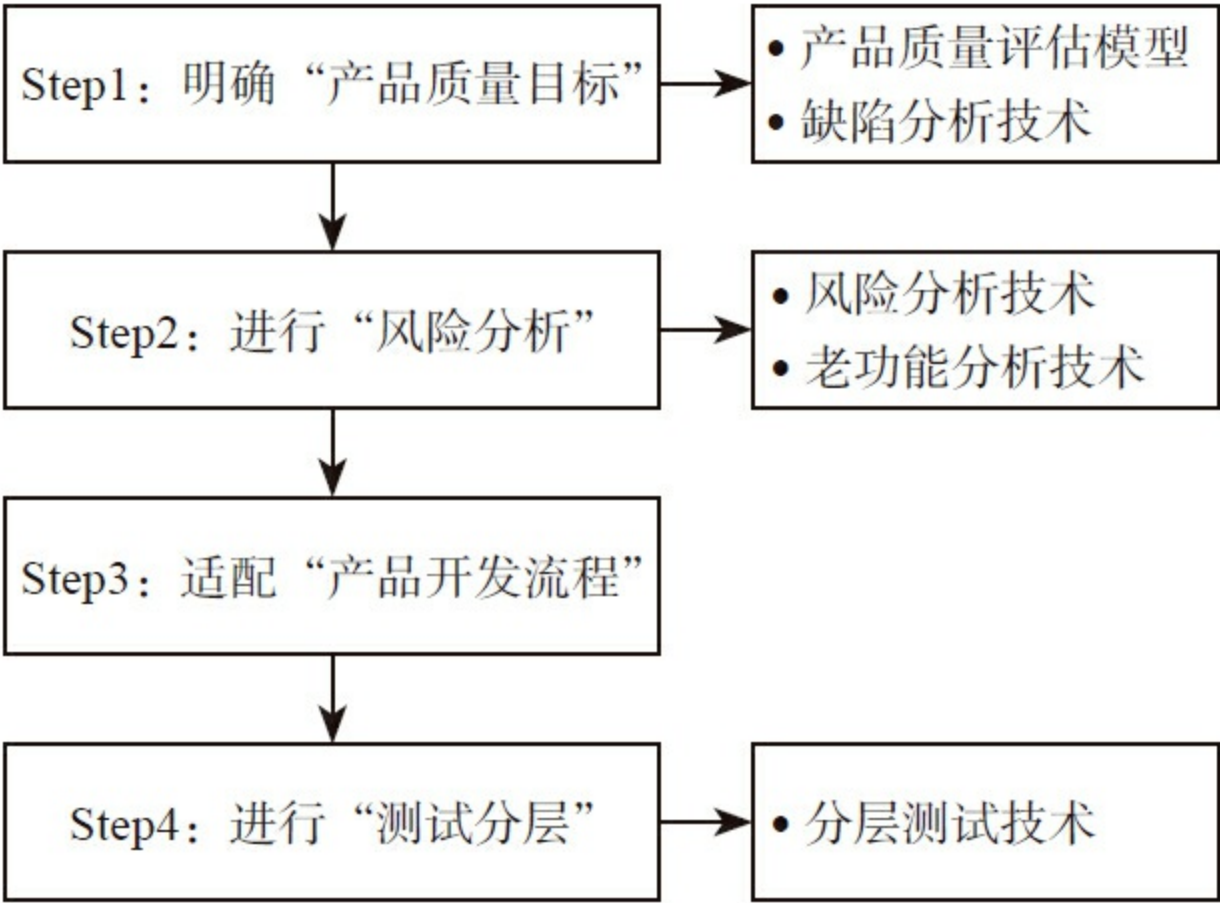 Step1：明确“产品质量目标”
• 产品质量评估模型
• 缺陷分析技术
Step2：进行“风险分析”
• 风险分析技术
• 老功能分析技术
Step3：适配“产品开发流程”
Step4：进行“测试分层”
• 分层测试技术